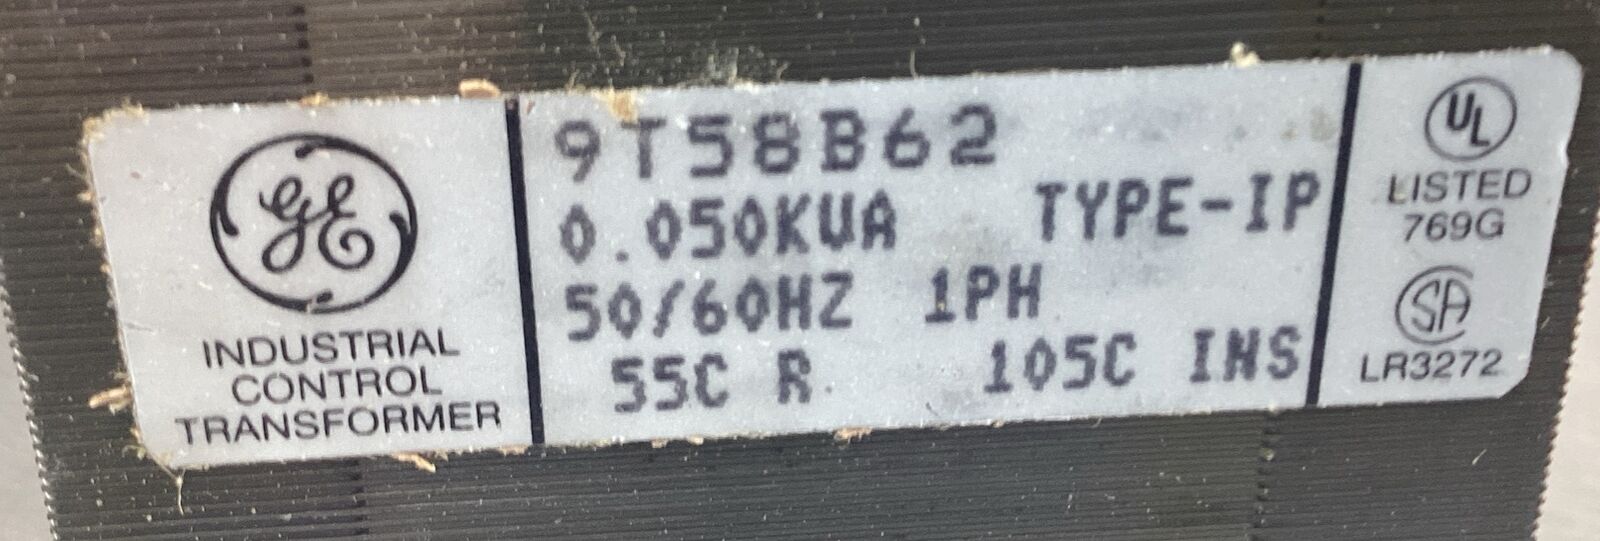 GE
INDUSTRIAL
CONTROL
TRANSFORMER
9T58B62
0.050KVA TYPE-IP
50/60HZ 1PH
55C R 105C INS
UL
LISTED
769G
SA
LR3272